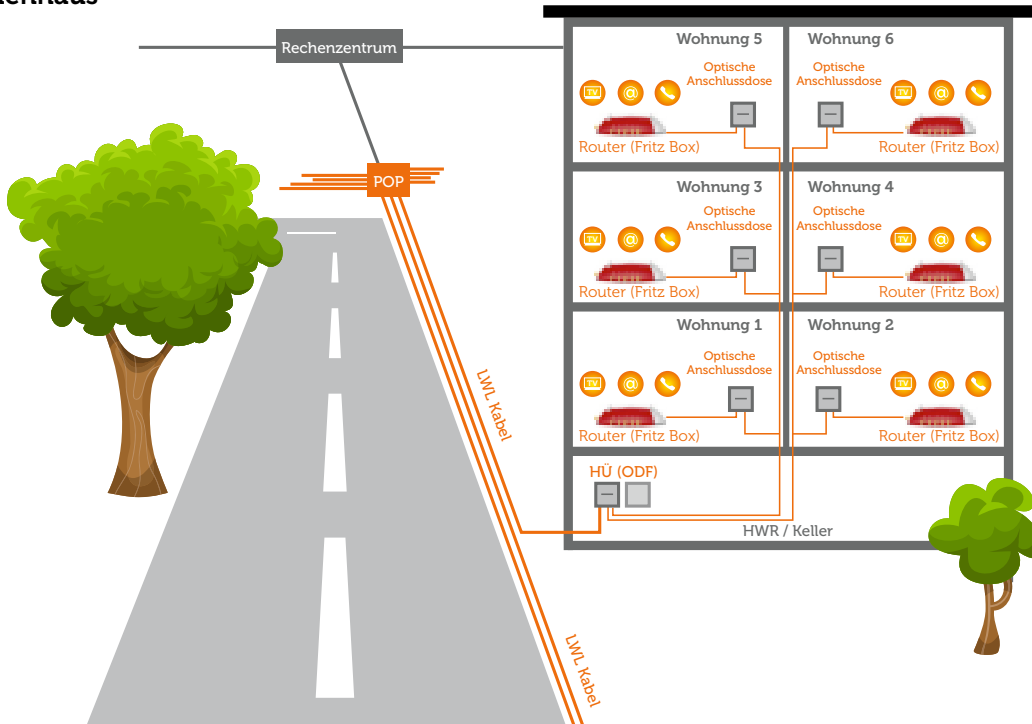 Rechenzentrum
POP
LWL Kabel
LWL Kabel
Wohnung 5
Optische
Anschlussdose
TV @
Router (Fritz Box)
Wohnung 6
Optische
Anschlussdose
TV @
Router (Fritz Box)
Wohnung 3
Optische
Anschlussdose
TV @
Router (Fritz Box)
Wohnung 4
Optische
Anschlussdose
TV @
Router (Fritz Box)
Wohnung 1
Optische
Anschlussdose
TV @
Router (Fritz Box)
Wohnung 2
Optische
Anschlussdose
TV @
Router (Fritz Box)
HÜ (ODF)
HWR / Keller